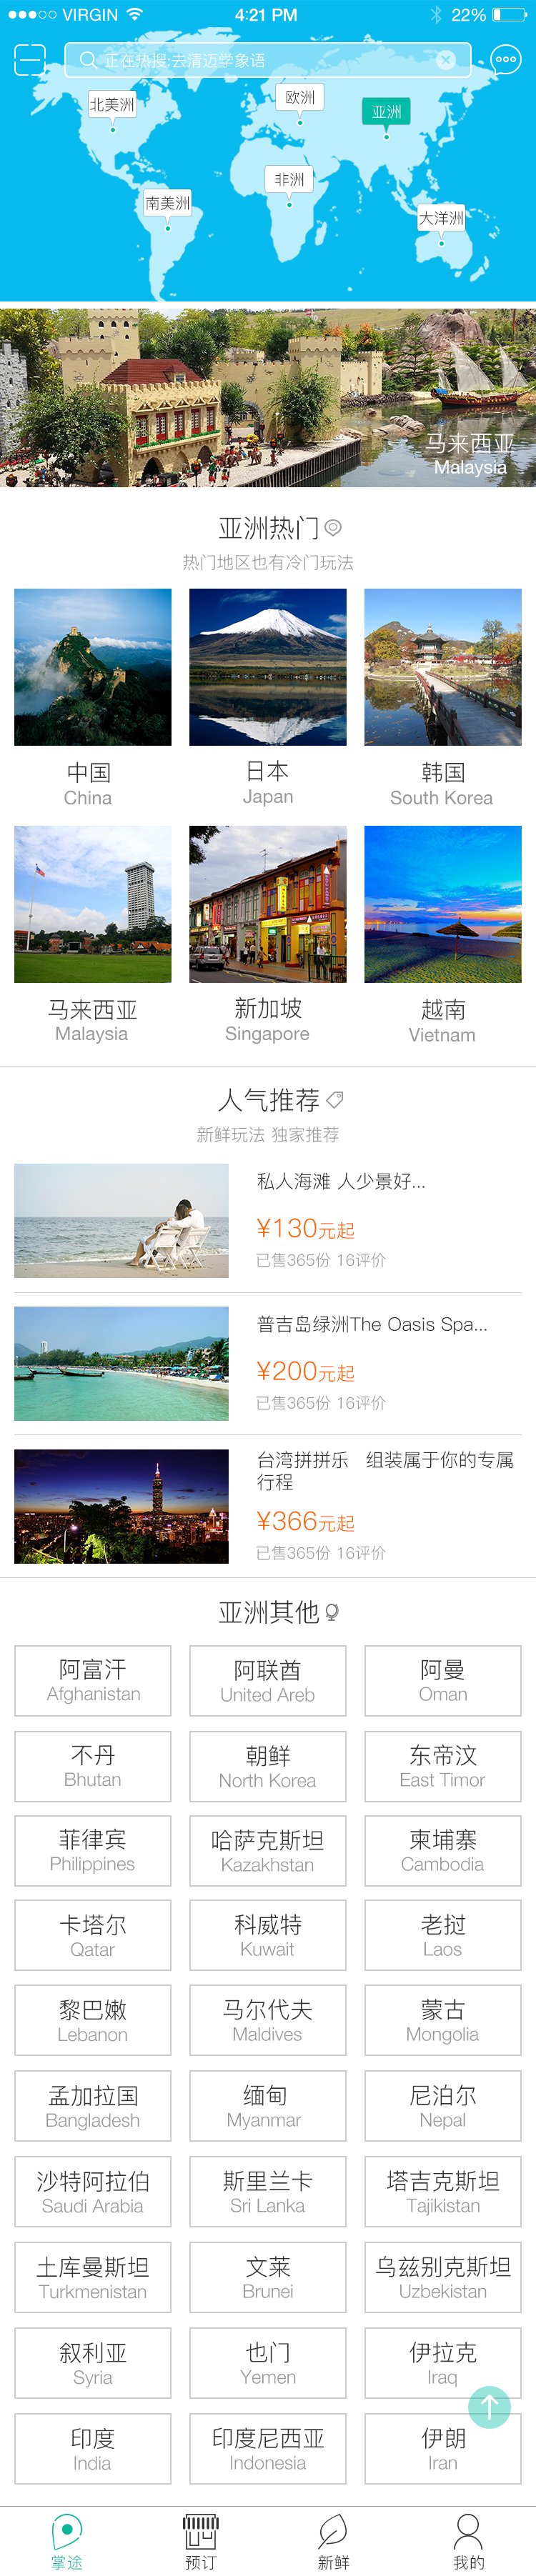 VIRGIN 4:21 PM 22%
正在热搜:去清迈学象语
北美洲
欧洲
亚洲
非洲
南美洲
大洋洲
马来西亚
Malaysia
亚洲热门
热门地区也有冷门玩法
中国 日本 韩国
China Japan South Korea
马来西亚 新加坡 越南
Malaysia Singapore Vietnam
人气推荐
新鲜玩法 独家推荐
私人海滩 人少景好...
¥130元起
已售365份 16评价
普吉岛绿洲The Oasis Spa...
¥200元起
已售365份 16评价
台湾拼拼乐 组装属于你的专属
行程
¥366元起
已售365份 16评价
亚洲其他
阿富汗 阿联酋 阿曼
Afghanistan United Areb Oman
不丹 朝鲜 东帝汶
Bhutan North Korea East Timor
菲律宾 哈萨克斯坦 柬埔寨
Philippines Kazakhstan Cambodia
卡塔尔 科威特 老挝
Qatar Kuwait Laos
黎巴嫩 马尔代夫 蒙古
Lebanon Maldives Mongolia
孟加拉国 缅甸 尼泊尔
Bangladesh Myanmar Nepal
沙特阿拉伯 斯里兰卡 塔吉克斯坦
Saudi Arabia Sri Lanka Tajikistan
土库曼斯坦 文莱 乌兹别克斯坦
Turkmenistan Brunei Uzbekistan
叙利亚 也门 伊拉克
Syria Yemen Iraq
印度 印度尼西亚 伊朗
India Indonesia Iran
掌途 预订 新鲜 我的